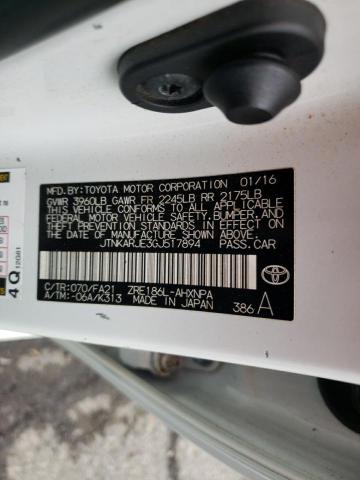 MFD.BY:TOYOTA MOTOR CORPORATION 01/16
GVWR 3960LB GAWR FR 2245LB RR 2175LB
THIS VEHICLE CONFORMS TO ALL APPLICABLE
FEDERAL MOTOR VEHICLE SAFETY, BUMPER, AND
THEFT PREVENTION STANDARDS IN EFFECT ON
THE DATE OF MANUFACTURE SHOWN ABOVE.
JTNKARJE3GJ517894 PASS.CAR
C/TR:070/FA21 ZRE186L-AHXNPA
A/TM:-06A/K313 MADE IN JAPAN
386 A
TOYOTA
4Q